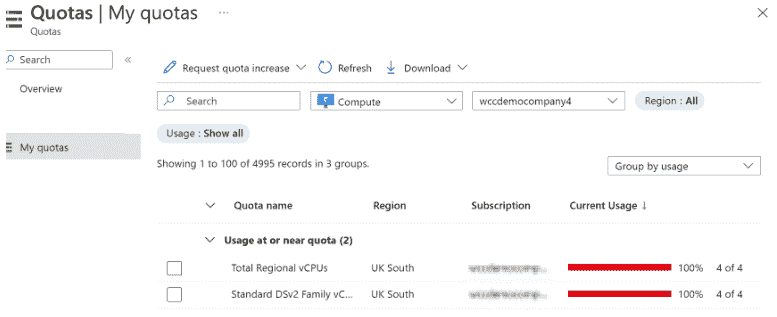 Quotas | My quotas ...
Quotas
Search «
Overview
My quotas
Request quota increase Refresh Download
Search Compute wccdemocompany4 Region : All
Usage : Show all
Showing 1 to 100 of 4995 records in 3 groups.
Group by usage
Quota name Region Subscription Current Usage ↓
Usage at or near quota (2)
Total Regional vCPUs UK South 100% 4 of 4
Standard DSv2 Family vC... UK South 100% 4 of 4